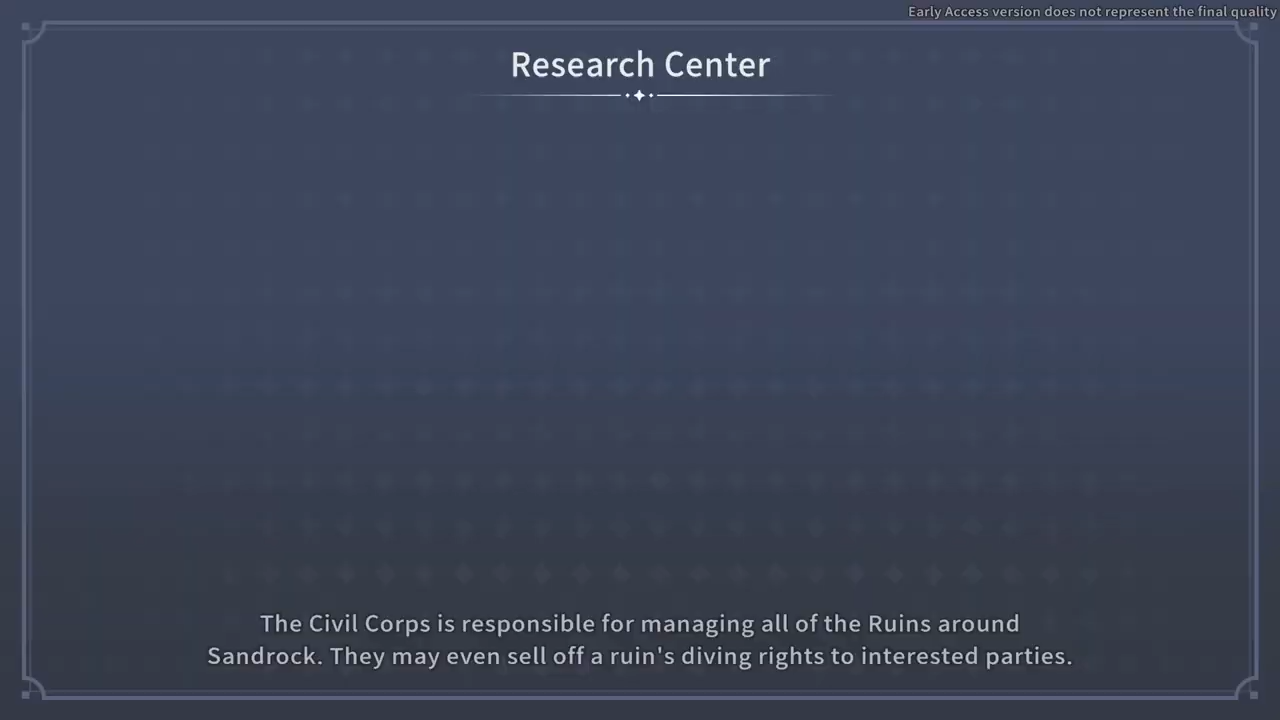 Early Access version does not represent the final quality
Research Center
The Civil Corps is responsible for managing all of the Ruins around
Sandrock. They may even sell off a ruin's diving rights to interested parties.